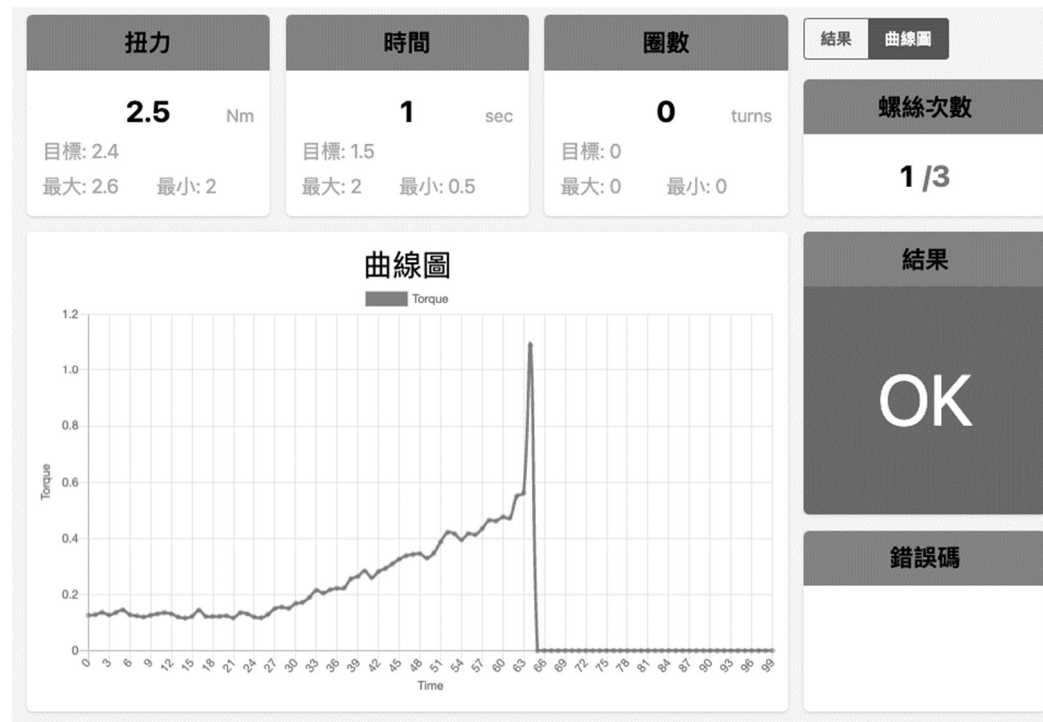 扭力
2.5 Nm
目標: 2.4
最大: 2.6 最小: 2
時間
1 sec
目標: 1.5
最大: 2 最小: 0.5
圈數
0 turns
目標: 0
最大: 0 最小: 0
結果 曲線圖
螺絲次數
1 /3
曲線圖
Torque
1.2
1.0
0.8
0.6
0.4
0.2
0
Torque
0 3 6 9 12 15 18 21 24 27 30 33 36 39 42 45 48 51 54 57 60 63 66 69 72 75 78 81 84 87 90 93 96 99
Time
結果
OK
錯誤碼